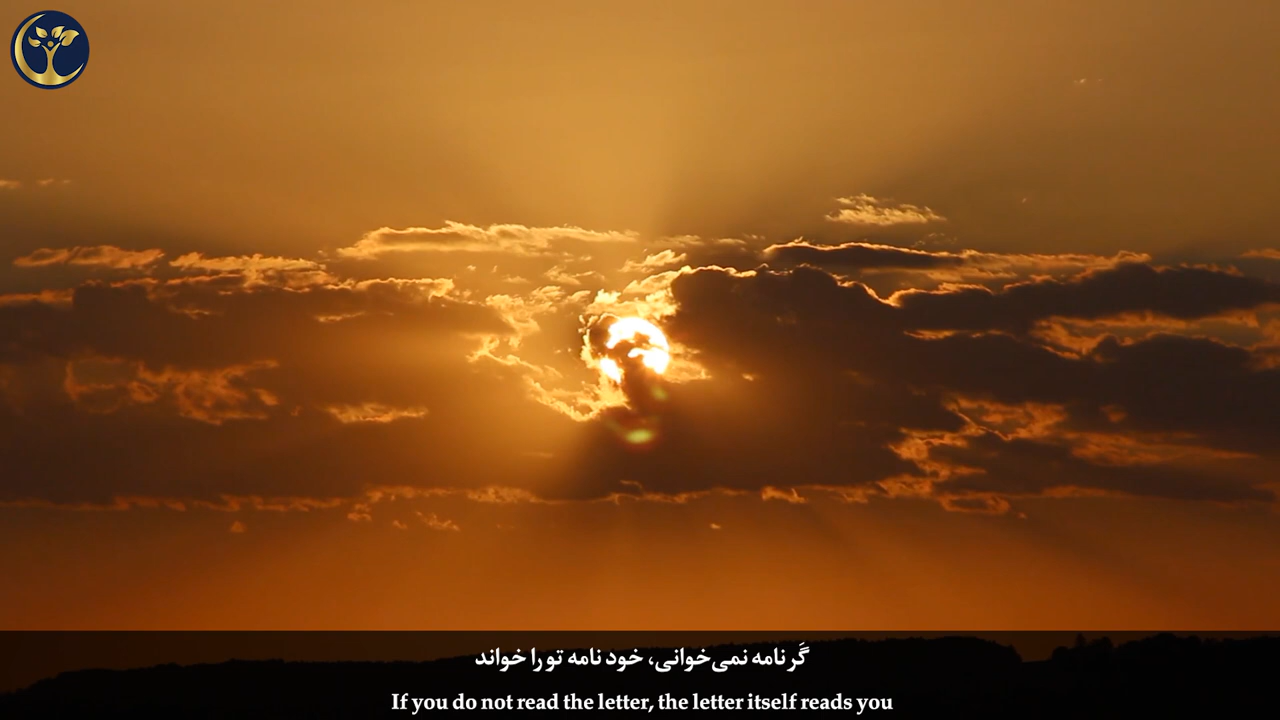 گَر نامه نمی‌خوانی، خود نامه تو را خواند
If you do not read the letter, the letter itself reads you